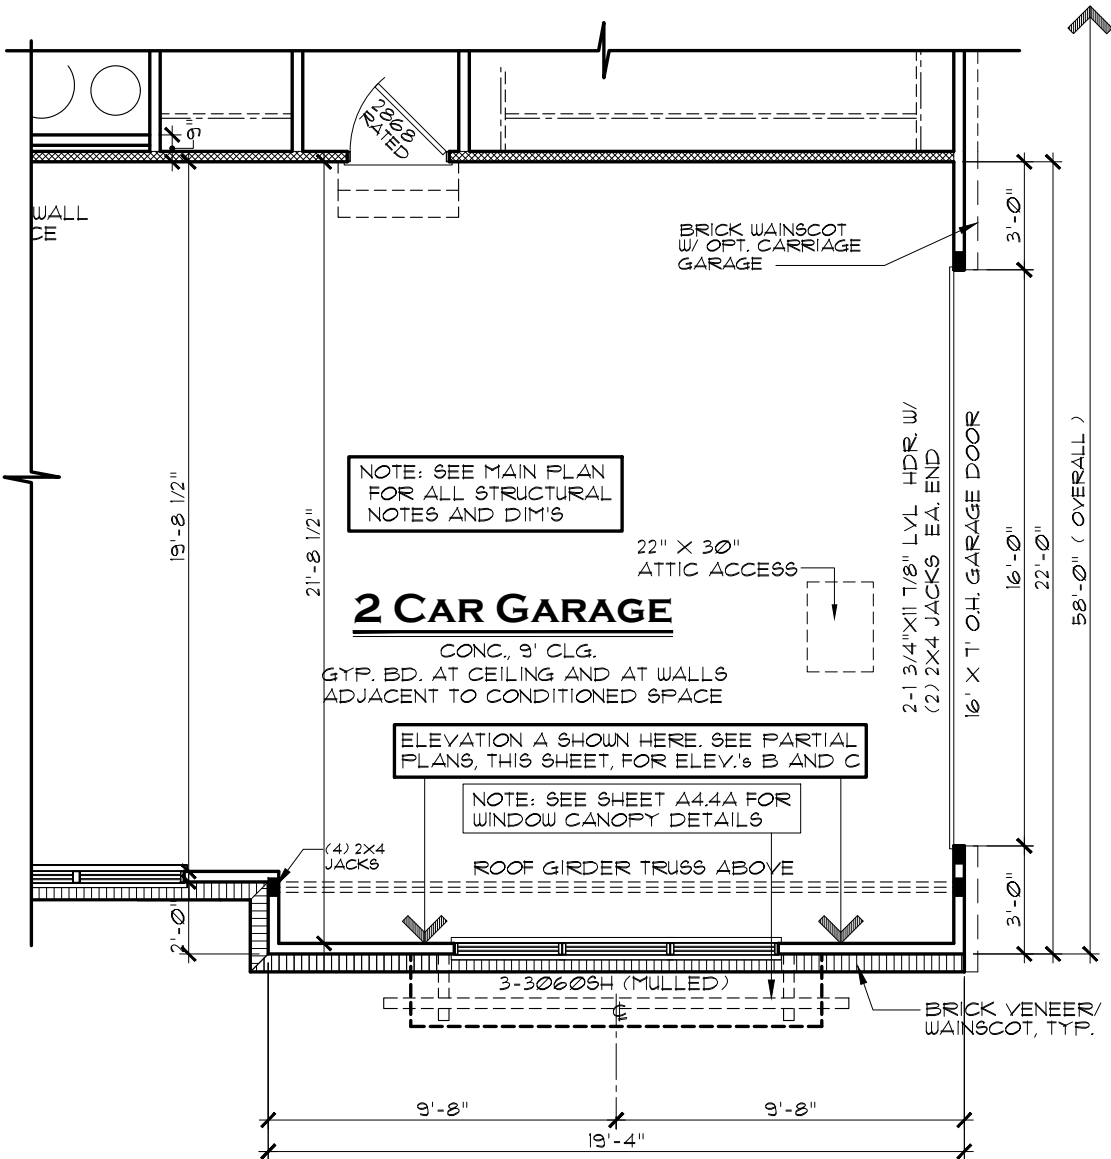 2868
RATED
6"
WALL
CE
BRICK WAINSCOT
W/ OPT. CARRIAGE
GARAGE
3'-0"
NOTE: SEE MAIN PLAN
FOR ALL STRUCTURAL
NOTES AND DIM'S
19'-8 1/2"
21'-8 1/2"
22" X 30"
ATTIC ACCESS
2 CAR GARAGE
CONC., 9' CLG.
GYP. BD. AT CEILING AND AT WALLS
ADJACENT TO CONDITIONED SPACE
2-1 3/4"X11 7/8" LVL HDR. W/
(2) 2X4 JACKS EA. END
16' X 7' O.H. GARAGE DOOR
16'-0"
22'-0"
58'-0" ( OVERALL )
ELEVATION A SHOWN HERE. SEE PARTIAL
PLANS, THIS SHEET, FOR ELEV.'s B AND C
NOTE: SEE SHEET A4.4A FOR
WINDOW CANOPY DETAILS
(4) 2X4
JACKS
ROOF GIRDER TRUSS ABOVE
2'-0"
3'-0"
3-3060SH (MULLED)
CL
BRICK VENEER/
WAINSCOT, TYP.
9'-8"
9'-8"
19'-4"